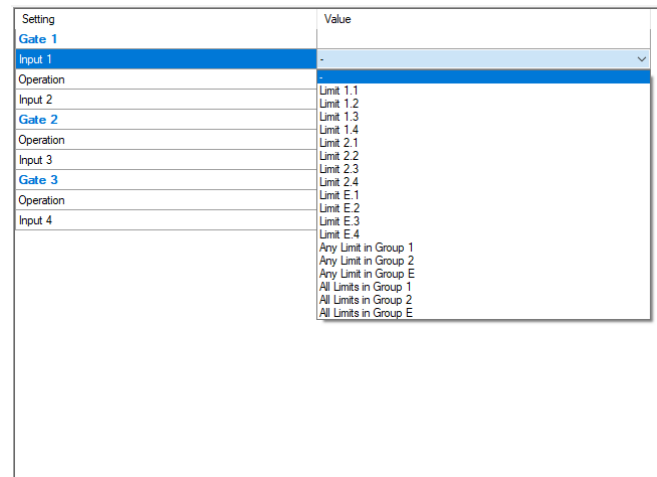 Setting Value
Gate 1
Input 1 -
Operation -
Input 2 Limit 1.1
Limit 1.2
Gate 2 Limit 1.3
Limit 1.4
Operation Limit 2.1
Limit 2.2
Input 3 Limit 2.3
Gate 3 Limit 2.4
Limit E.1
Operation Limit E.2
Limit E.3
Input 4 Limit E.4
Any Limit in Group 1
Any Limit in Group 2
Any Limit in Group E
All Limits in Group 1
All Limits in Group 2
All Limits in Group E